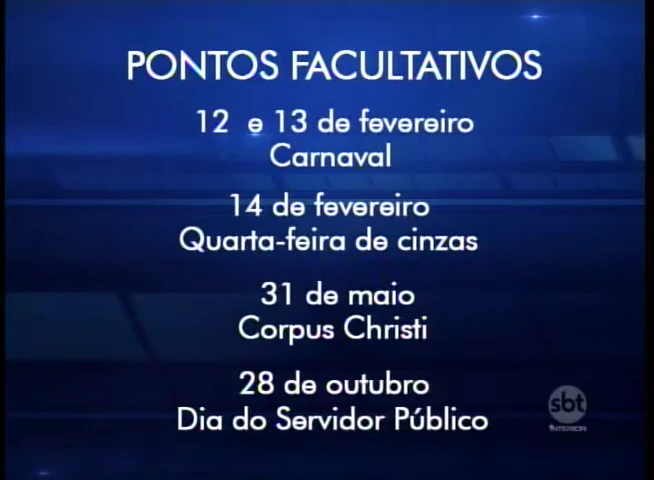 PONTOS FACULTATIVOS
12 e 13 de fevereiro
Carnaval
14 de fevereiro
Quarta-feira de cinzas
31 de maio
Corpus Christi
28 de outubro
Dia do Servidor Público
sbt
INTERIOR